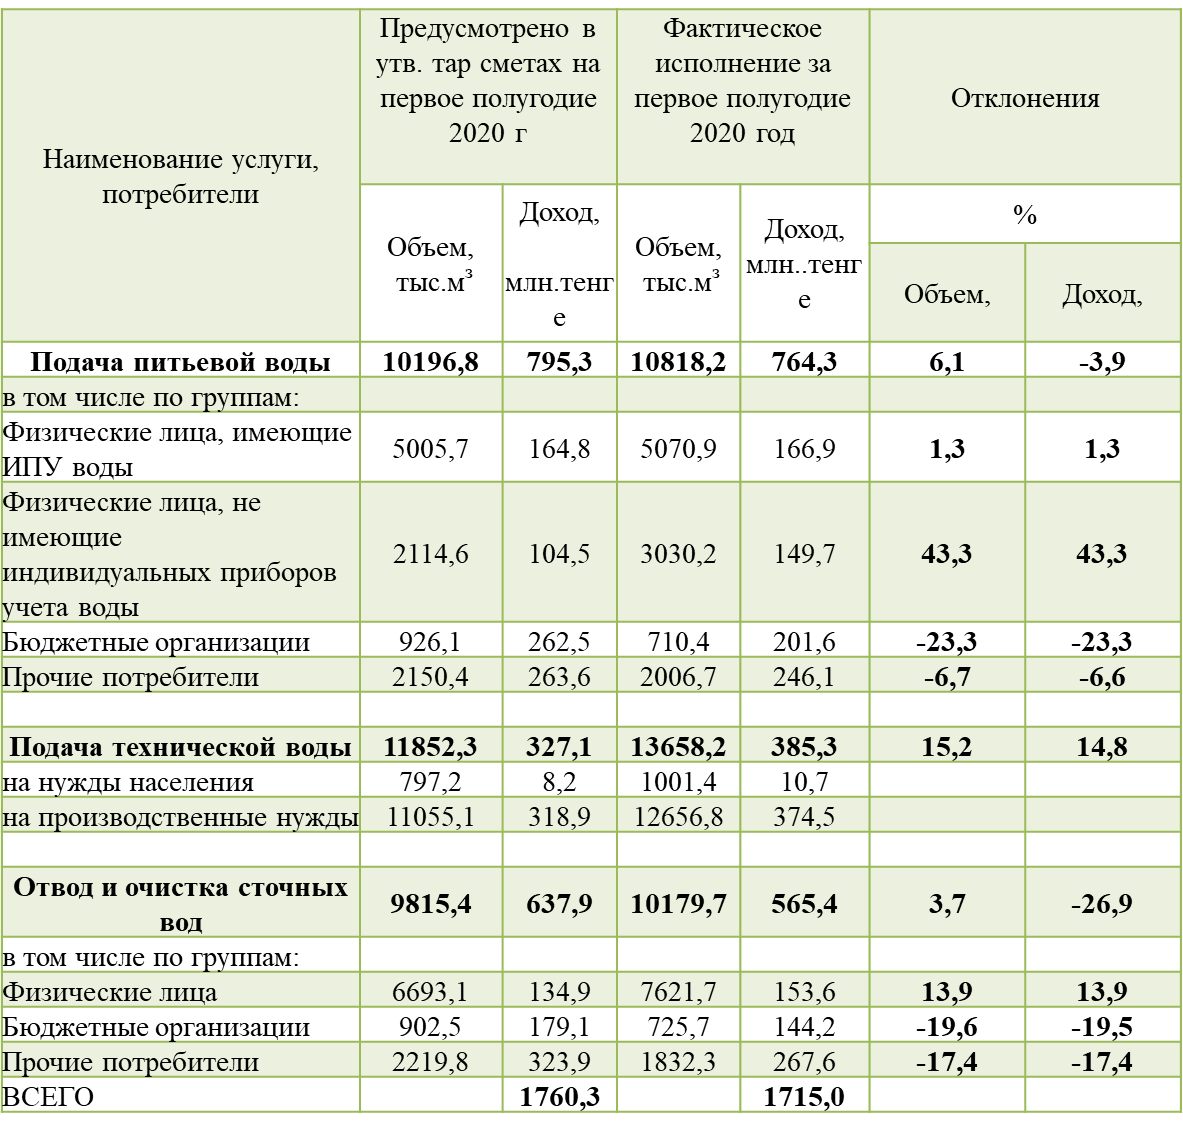 Наименование услуги,
потребители
Предусмотрено в
утв. тар сметах на
первое полугодие
2020 г
Фактическое
исполнение за
первое полугодие
2020 год
Отклонения
Объем,
тыс.м³
Доход,
млн.тенг
е
Объем,
тыс.м³
Доход,
млн..тенг
е
%
Объем,
Доход,
Подача питьевой воды 10196,8 795,3 10818,2 764,3 6,1 -3,9
в том числе по группам:
Физические лица, имеющие
ИПУ воды 5005,7 164,8 5070,9 166,9 1,3 1,3
Физические лица, не
имеющие
индивидуальных приборов
учета воды 2114,6 104,5 3030,2 149,7 43,3 43,3
Бюджетные организации 926,1 262,5 710,4 201,6 -23,3 -23,3
Прочие потребители 2150,4 263,6 2006,7 246,1 -6,7 -6,6
Подача технической воды 11852,3 327,1 13658,2 385,3 15,2 14,8
на нужды населения 797,2 8,2 1001,4 10,7
на производственные нужды 11055,1 318,9 12656,8 374,5
Отвод и очистка сточных
вод 9815,4 637,9 10179,7 565,4 3,7 -26,9
в том числе по группам:
Физические лица 6693,1 134,9 7621,7 153,6 13,9 13,9
Бюджетные организации 902,5 179,1 725,7 144,2 -19,6 -19,5
Прочие потребители 2219,8 323,9 1832,3 267,6 -17,4 -17,4
ВСЕГО 1760,3 1715,0